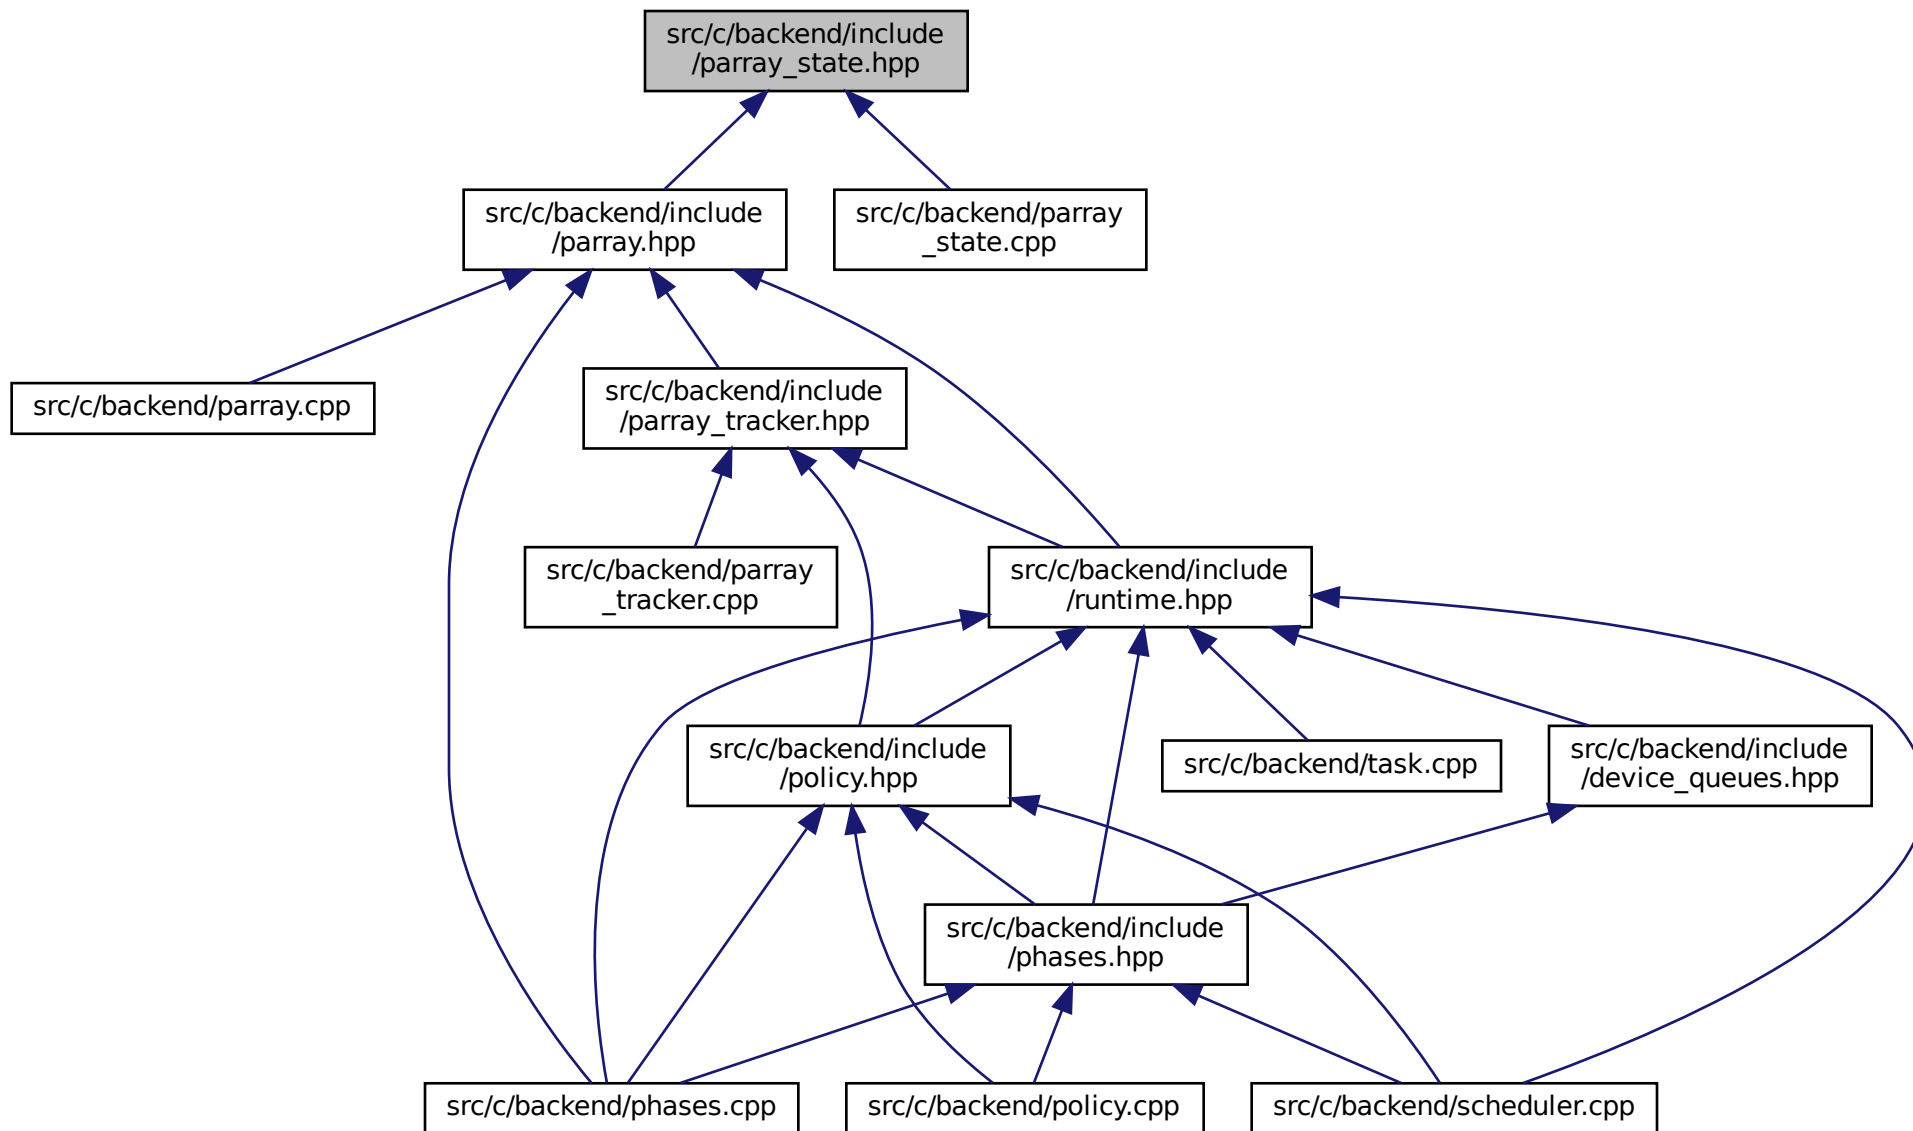 src/c/backend/include
/parray_state.hpp
src/c/backend/include
/parray.hpp
src/c/backend/parray
_state.cpp
src/c/backend/parray.cpp
src/c/backend/include
/parray_tracker.hpp
src/c/backend/parray
_tracker.cpp
src/c/backend/include
/runtime.hpp
src/c/backend/include
/policy.hpp
src/c/backend/task.cpp
src/c/backend/include
/device_queues.hpp
src/c/backend/include
/phases.hpp
src/c/backend/phases.cpp
src/c/backend/policy.cpp
src/c/backend/scheduler.cpp